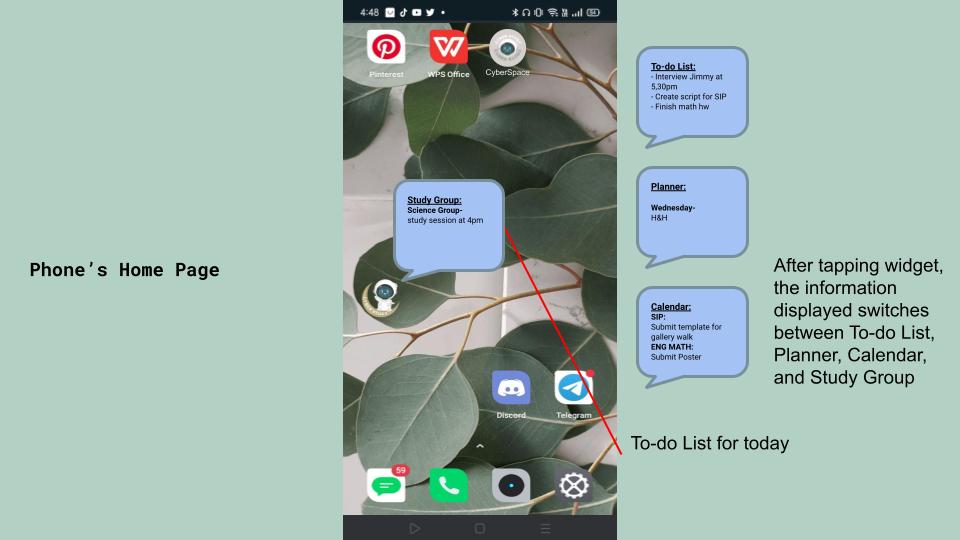 Phone's Home Page
4:48
54
Pinterest
WPS Office
CyberSpace
Study Group:
Science Group-
study session at 4pm
Discord
Telegram
59
To-do List:
- Interview Jimmy at
5,30pm
- Create script for SIP
- Finish math hw
Planner:
Wednesday-
H&H
Calendar:
SIP:
Submit template for
gallery walk
ENG MATH:
Submit Poster
After tapping widget,
the information
displayed switches
between To-do List,
Planner, Calendar,
and Study Group
To-do List for today